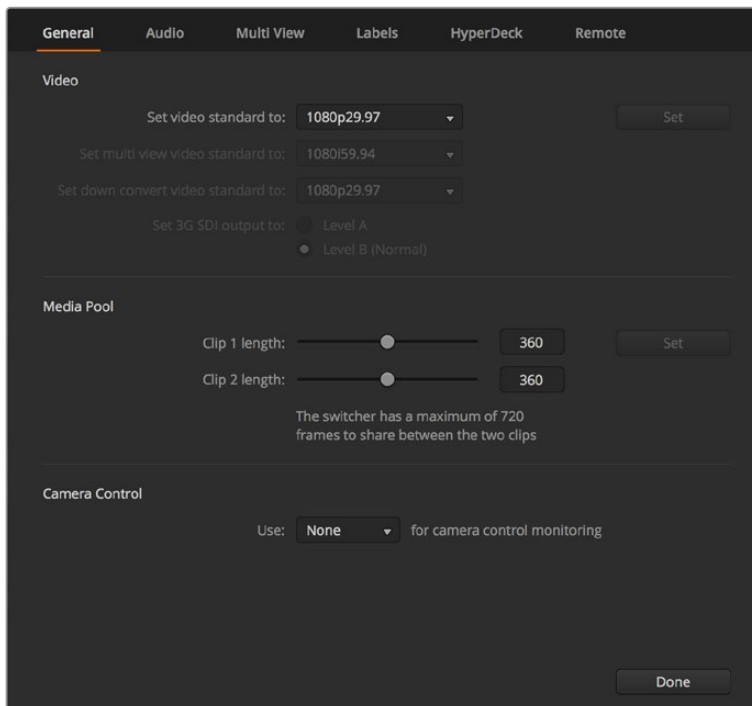 General Audio Multi View Labels HyperDeck Remote
Video
Set video standard to: 1080p29.97 Set
Set multi view video standard to: 1080i59.94
Set down convert video standard to: 1080p29.97
Set 3G SDI output to: Level A
Level B (Normal)
Media Pool
Clip 1 length: 360 Set
Clip 2 length: 360
The switcher has a maximum of 720
frames to share between the two clips
Camera Control
Use: None for camera control monitoring
Done